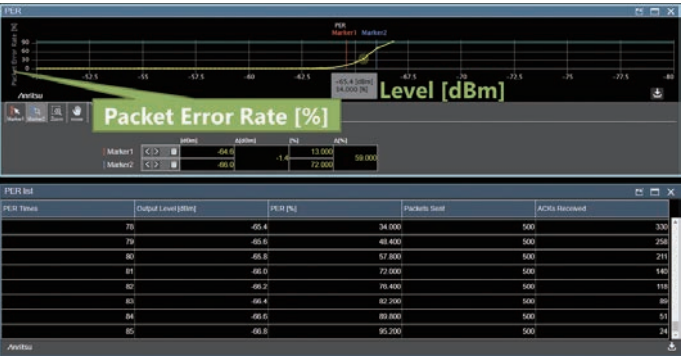 PER
PER
Marker1 Marker2
Packet Error Rate [%]
90
60
30
0
-52.5 -55 -57.5 -60 -62.5 -67.5 -70 -72.5 -75 -77.5 -80
-65.4 [dBm]
34.000 [%]
Level [dBm]
Anritsu
Packet Error Rate [%]
Marker1 Marker2 Zoom
[dBm] Δ[dBm] [%] Δ[%]
Marker1 <|> -64.6 -1.4 13.000 59.000
Marker2 <|> -66.0 72.000
PER list
PER Times Output Level [dBm] PER [%] Packets Sent ACKs Received
78 -65.4 34.000 500 330
79 -65.6 48.400 500 258
80 -65.8 57.800 500 211
81 -66.0 72.000 500 140
82 -66.2 76.400 500 118
83 -66.4 82.200 500 89
84 -66.6 89.800 500 51
85 -66.8 95.200 500 24
Anritsu